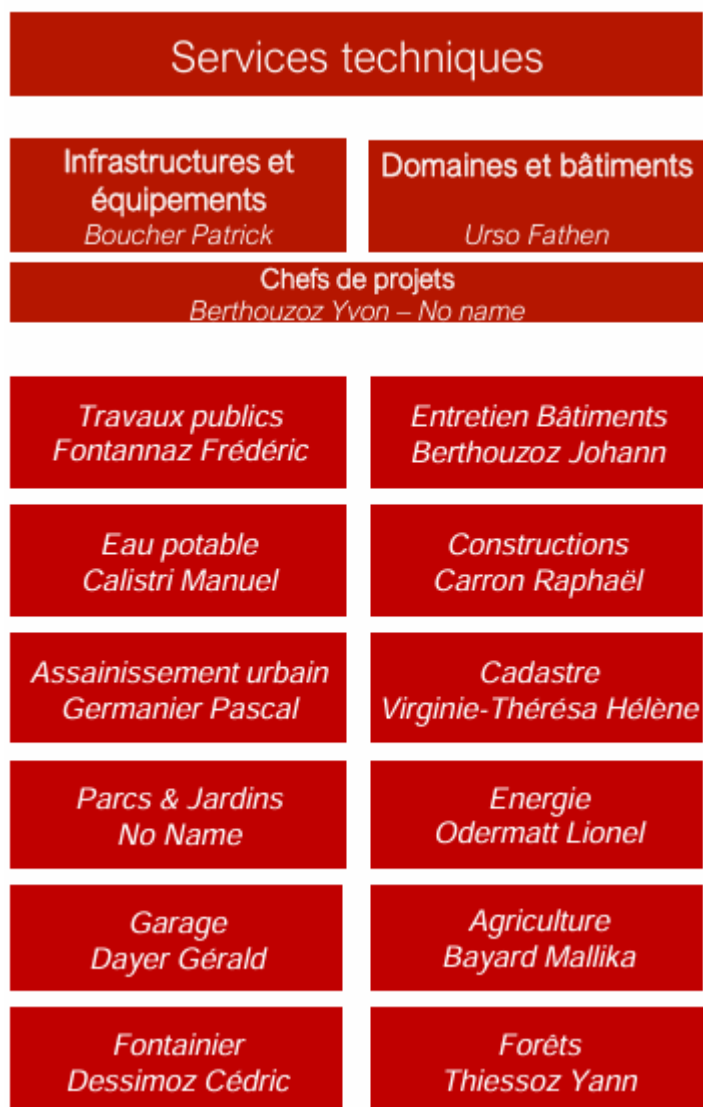 Services techniques
Infrastructures et
équipements
Boucher Patrick
Domaines et bâtiments
Urso Fathen
Chefs de projets
Berthouzoz Yvon – No name
Travaux publics
Fontannaz Frédéric
Entretien Bâtiments
Berthouzoz Johann
Eau potable
Calistri Manuel
Constructions
Carron Raphaël
Assainissement urbain
Germanier Pascal
Cadastre
Virginie-Thérésa Hélène
Parcs & Jardins
No Name
Energie
Odermatt Lionel
Garage
Dayer Gérald
Agriculture
Bayard Mallika
Fontainier
Dessimoz Cédric
Forêts
Thiessoz Yann